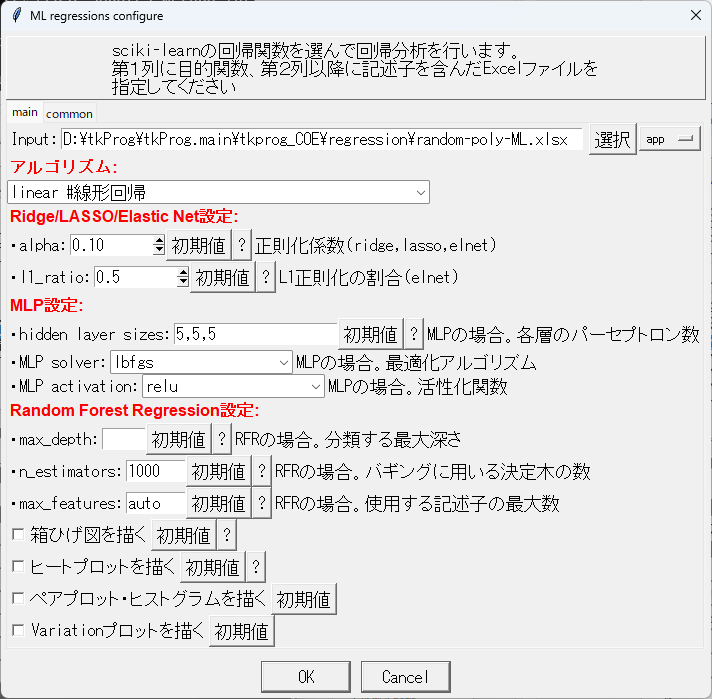 ML regressions configure
sciki-learnの回帰関数を選んで回帰分析を行います。
第1列に目的関数、第2列以降に記述子を含んだExcelファイルを
指定してください
main common
Input: D:¥tkProg¥tkProg.main¥tkprog_COE¥regression¥random-poly-ML.xlsx 選択 app
アルゴリズム:
linear #線形回帰
Ridge/LASSO/Elastic Net設定:
・alpha: 0.10 初期値 ? 正則化係数(ridge,lasso,elnet)
・l1_ratio: 0.5 初期値 ? L1正則化の割合(elnet)
MLP設定:
・hidden layer sizes: 5,5,5 初期値 ? MLPの場合。各層のパーセプトロン数
・MLP solver: lbfgs MLPの場合。最適化アルゴリズム
・MLP activation: relu MLPの場合。活性化関数
Random Forest Regression設定:
・max_depth: 初期値 ? RFRの場合。分類する最大深さ
・n_estimators: 1000 初期値 ? RFRの場合。バギングに用いる決定木の数
・max_features: auto 初期値 ? RFRの場合。使用する記述子の最大数
箱ひげ図を描く 初期値 ?
ヒートプロットを描く 初期値 ?
ペアプロット・ヒストグラムを描く 初期値
Variationプロットを描く 初期値
OK Cancel